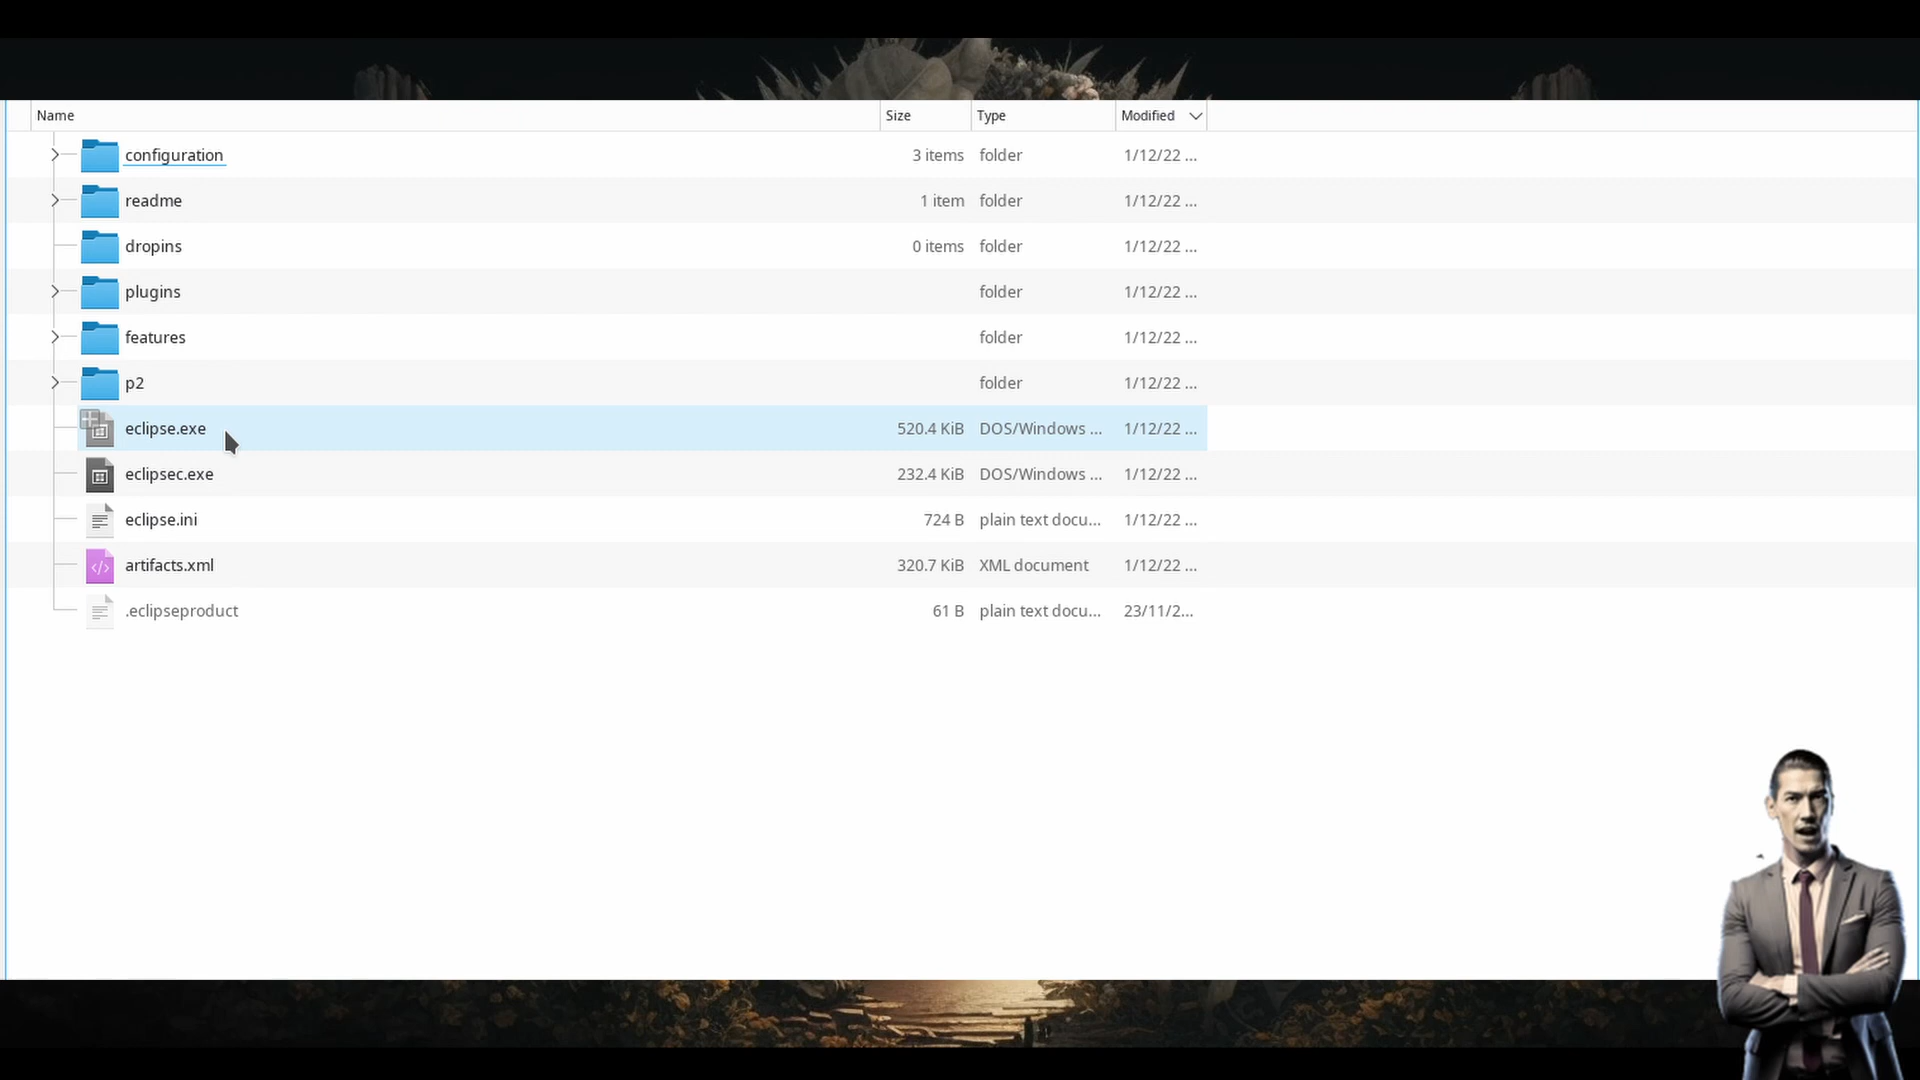 Name Size Type Modified
configuration 3 items folder 1/12/22 ...
readme 1 item folder 1/12/22 ...
dropins 0 items folder 1/12/22 ...
plugins folder 1/12/22 ...
features folder 1/12/22 ...
p2 folder 1/12/22 ...
eclipse.exe 520.4 KiB DOS/Windows ... 1/12/22 ...
eclipsec.exe 232.4 KiB DOS/Windows ... 1/12/22 ...
eclipse.ini 724 B plain text docu... 1/12/22 ...
artifacts.xml 320.7 KiB XML document 1/12/22 ...
.eclipseproduct 61 B plain text docu... 23/11/2...